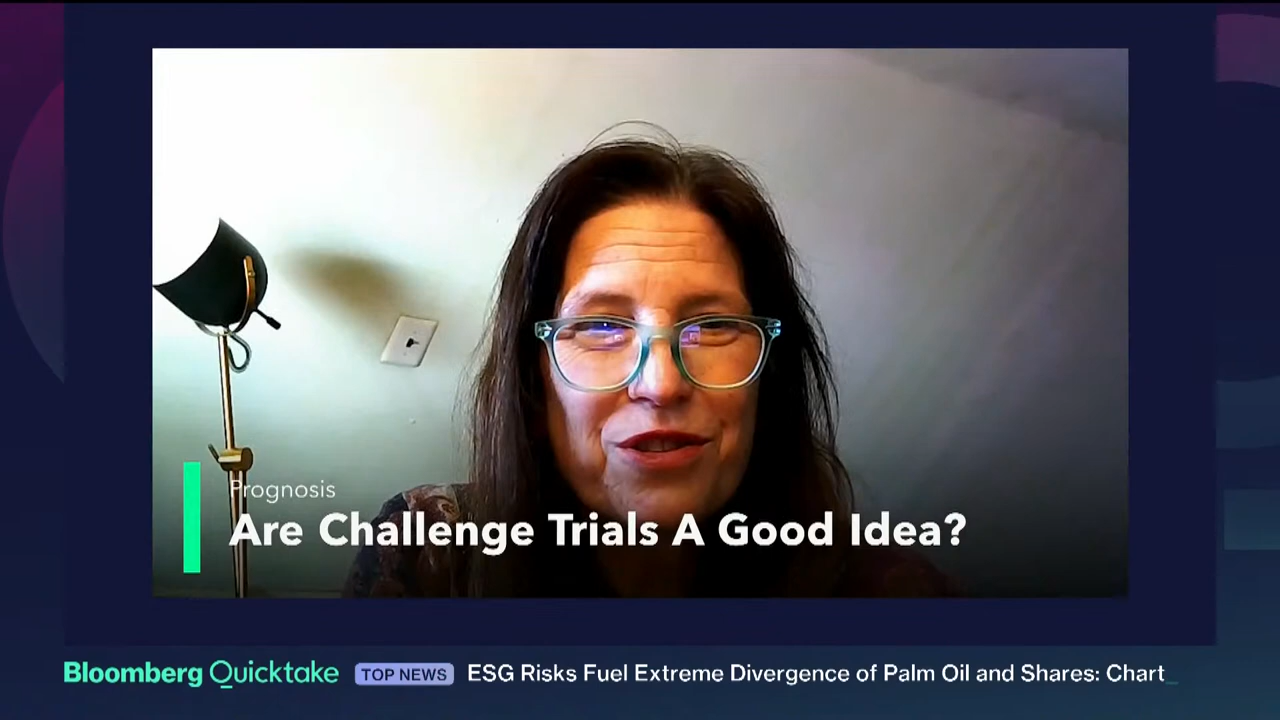 Prognosis
Are Challenge Trials A Good Idea?
Bloomberg Quicktake TOP NEWS ESG Risks Fuel Extreme Divergence of Palm Oil and Shares: Chart_